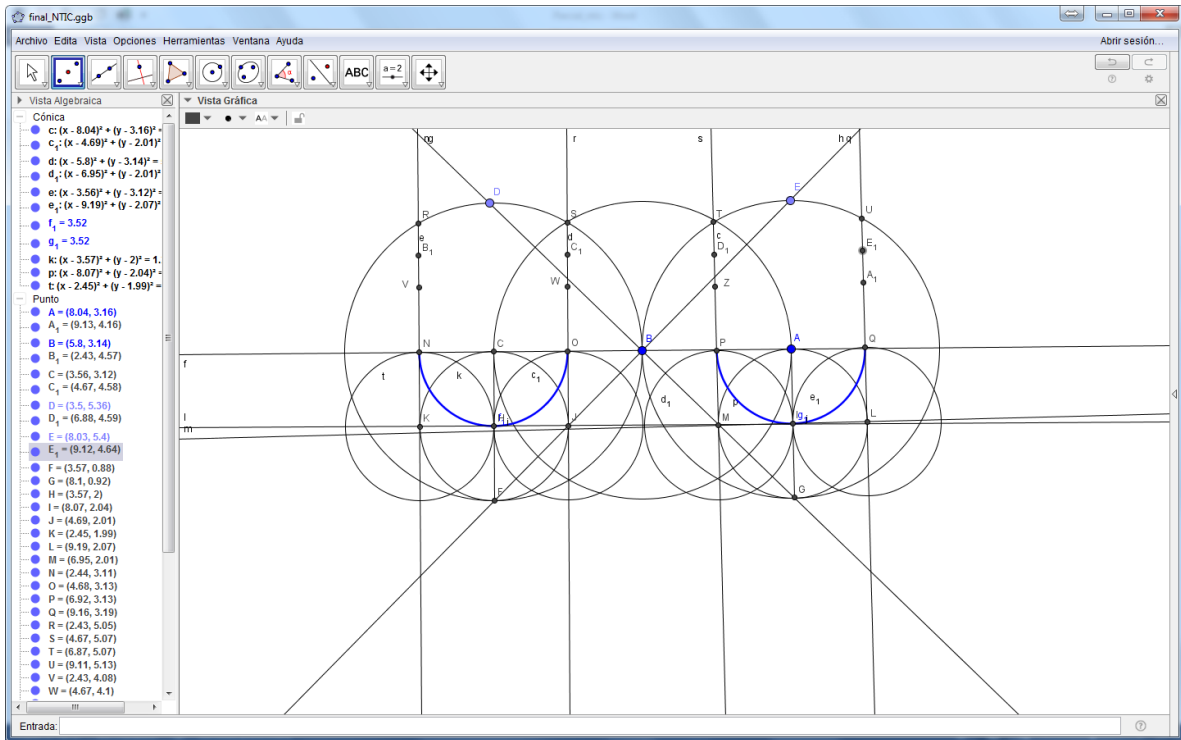 final_NTIC.ggb
Archivo Edita Vista Opciones Herramientas Ventana Ayuda
Abrir sesión...
ABC
a=2
Vista Algebraica
Vista Gráfica
AA
Cónica
c: (x - 8.04)² + (y - 3.16)² =
c₁: (x - 4.69)² + (y - 2.01)²
d: (x - 5.8)² + (y - 3.14)² =
d₁: (x - 6.95)² + (y - 2.01)²
e: (x - 3.56)² + (y - 3.12)² =
e₁: (x - 9.19)² + (y - 2.07)²
f₁ = 3.52
g₁ = 3.52
k: (x - 3.57)² + (y - 2)² = 1.
p: (x - 8.07)² + (y - 2.04)² =
t: (x - 2.45)² + (y - 1.99)² =
Punto
A = (8.04, 3.16)
A₁ = (9.13, 4.16)
B = (5.8, 3.14)
B₁ = (2.43, 4.57)
C = (3.56, 3.12)
C₁ = (4.67, 4.58)
D = (3.5, 5.36)
D₁ = (6.88, 4.59)
E = (8.03, 5.4)
E₁ = (9.12, 4.64)
F = (3.57, 0.88)
G = (8.1, 0.92)
H = (3.57, 2)
I = (8.07, 2.04)
J = (4.69, 2.01)
K = (2.45, 1.99)
L = (9.19, 2.07)
M = (6.95, 2.01)
N = (2.44, 3.11)
O = (4.68, 3.13)
P = (6.92, 3.13)
Q = (9.16, 3.19)
R = (2.43, 5.05)
S = (4.67, 5.07)
T = (6.87, 5.07)
U = (9.11, 5.13)
V = (2.43, 4.08)
W = (4.67, 4.1)
r
s
h q
D
E
R
S
T
U
e
d
c
B₁
C₁
D₁
E₁
V
W
Z
A₁
N
C
O
B
P
A
Q
f
t
k
c₁
d₁
p
e₁
l
m
K
J
M
L
F
G
Entrada: